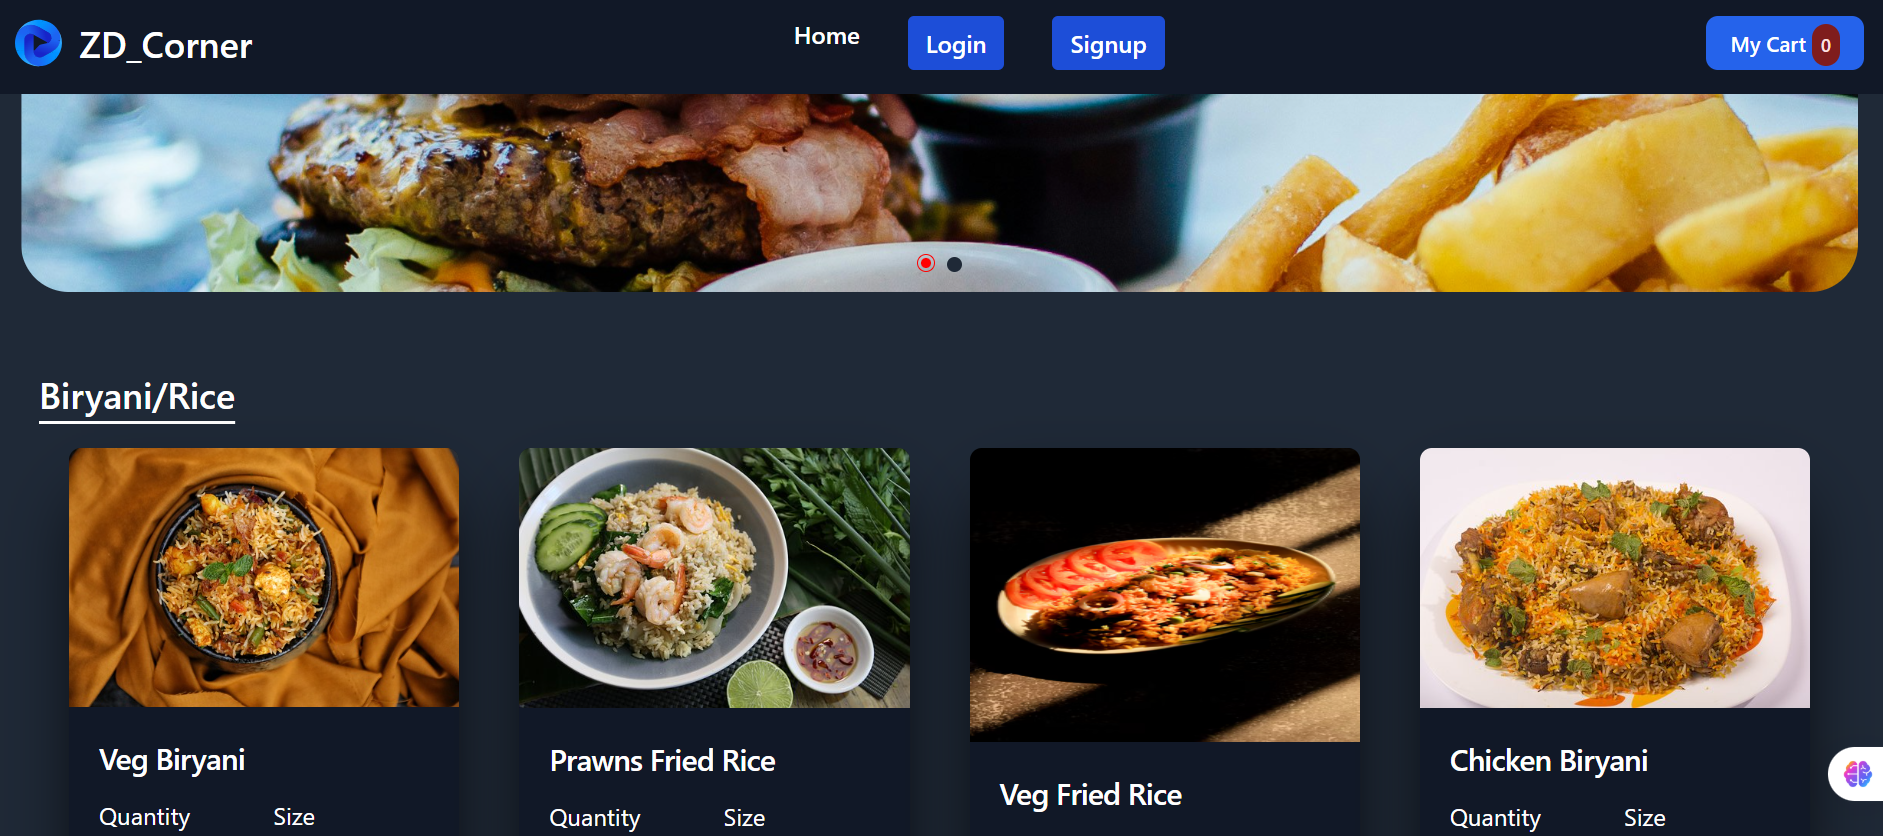 ZD_Corner
Home
Login
Signup
My Cart 0
Biryani/Rice
Veg Biryani
Quantity Size
Prawns Fried Rice
Quantity Size
Veg Fried Rice
Chicken Biryani
Quantity Size